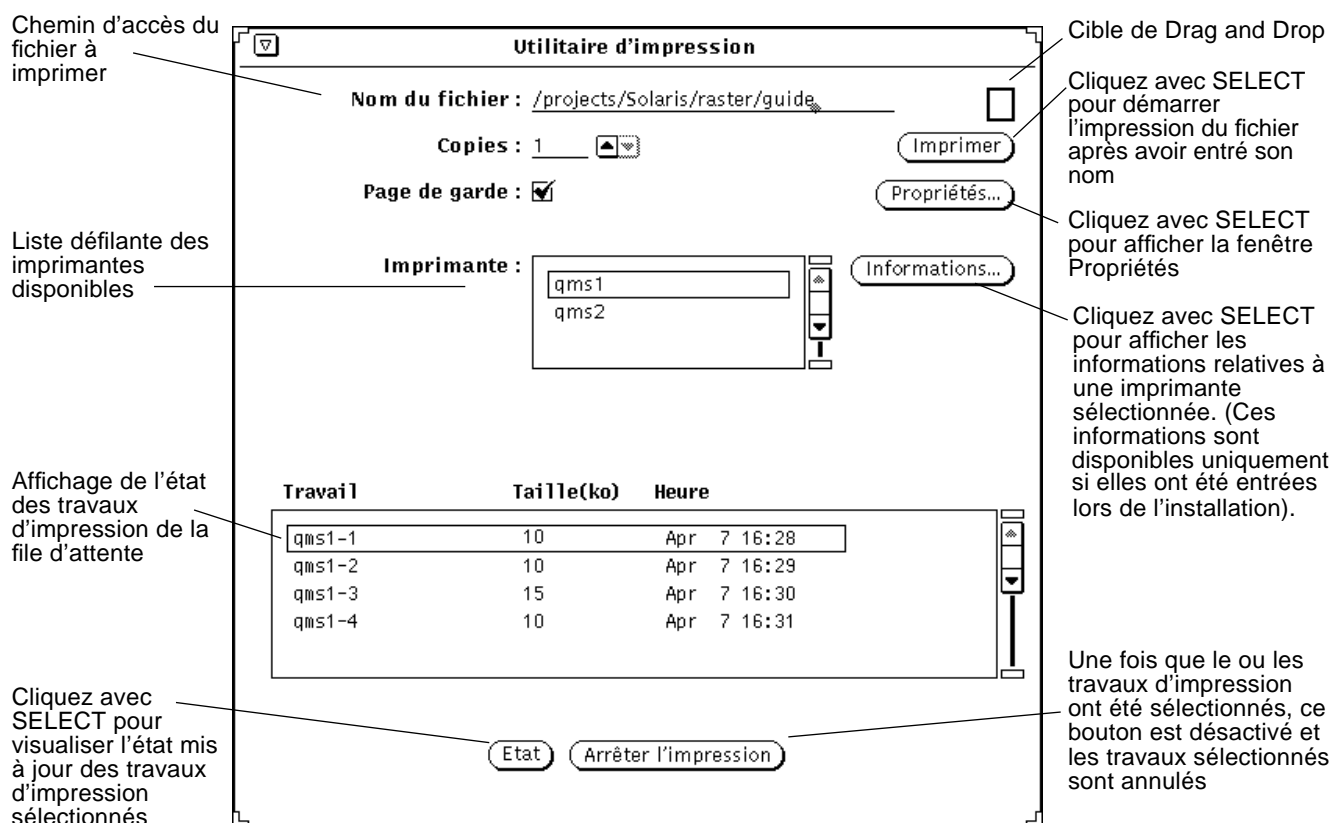 Chemin d'accès du
fichier à
imprimer
Utilitaire d'impression
Cible de Drag and Drop
Nom du fichier : /projects/Solaris/raster/guide
Cliquez avec SELECT
pour démarrer
l'impression du fichier
après avoir entré son
nom
Copies : 1
Imprimer
Page de garde :
Propriétés...
Cliquez avec SELECT
pour afficher la fenêtre
Propriétés
Liste défilante des
imprimantes
disponibles
Imprimante :
qms1
qms2
Informations...
Cliquez avec SELECT
pour afficher les
informations relatives à
une imprimante
sélectionnée. (Ces
informations sont
disponibles uniquement
si elles ont été entrées
lors de l'installation).
Affichage de l'état
des travaux
d'impression de la
file d'attente
Travail Taille(ko) Heure
qms1-1 10 Apr 7 16:28
qms1-2 10 Apr 7 16:29
qms1-3 15 Apr 7 16:30
qms1-4 10 Apr 7 16:31
Cliquez avec
SELECT pour
visualiser l'état mis
à jour des travaux
d'impression
sélectionnés
Etat
Arrêter l'impression
Une fois que le ou les
travaux d'impression
ont été sélectionnés, ce
bouton est désactivé et
les travaux sélectionnés
sont annulés